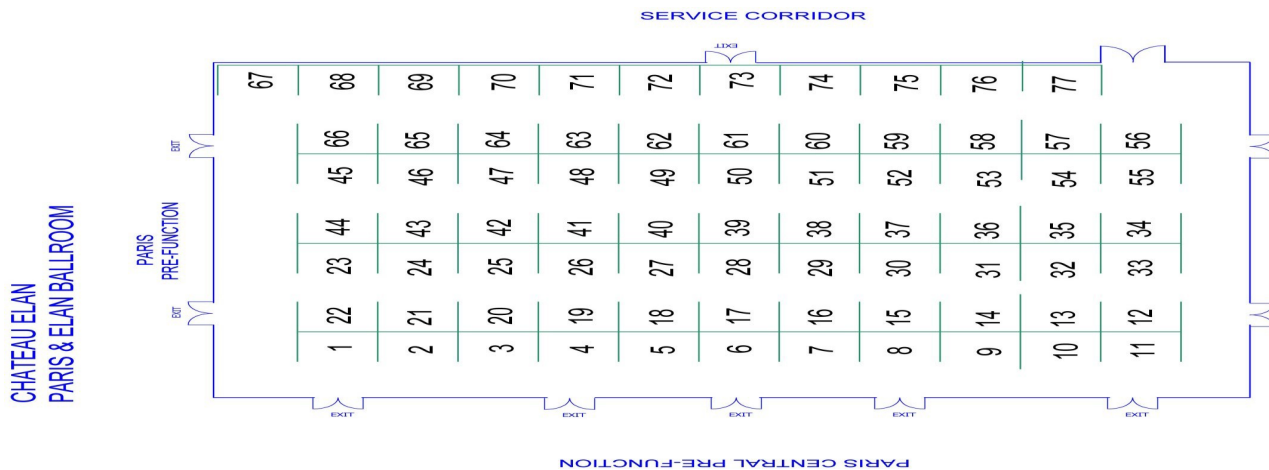 SERVICE CORRIDOR
EXIT
67 68 69 70 71 72 73 74 75 76 77
EXIT
66 65 64 63 62 61 60 59 58 57 56
45 46 47 48 49 50 51 52 53 54 55
CHATEAU ELAN
PARIS & ELAN BALLROOM
PARIS
PRE-FUNCTION
44 43 42 41 40 39 38 37 36 35 34
23 24 25 26 27 28 29 30 31 32 33
EXIT
22 21 20 19 18 17 16 15 14 13 12
1 2 3 4 5 6 7 8 9 10 11
EXIT EXIT EXIT EXIT EXIT
PARIS CENTRAL PRE-FUNCTION